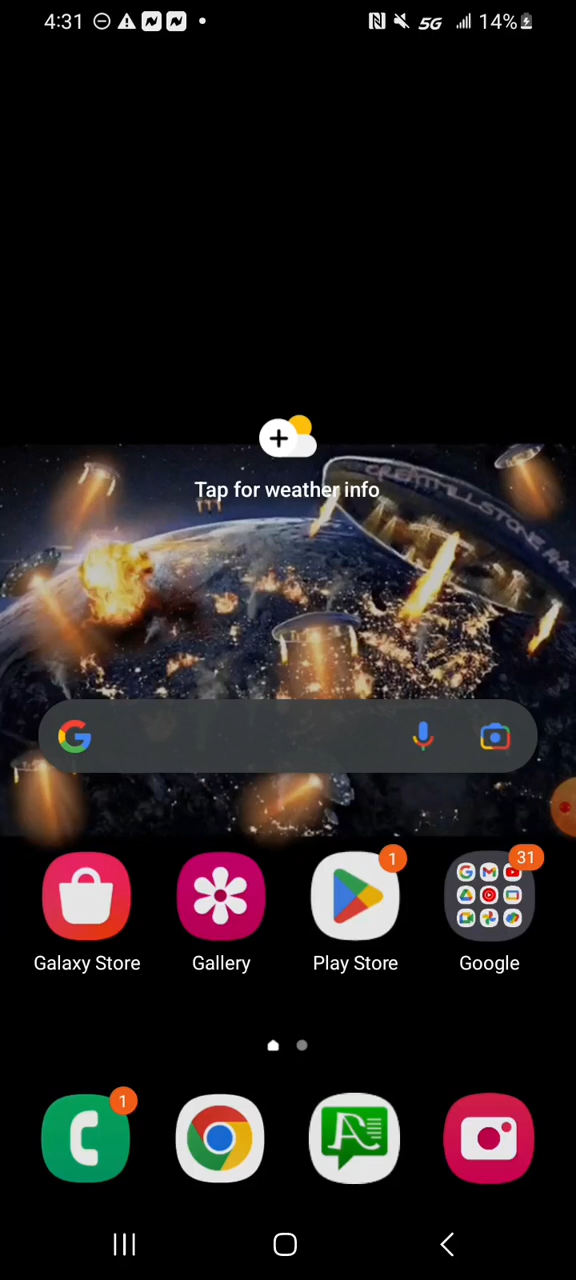 4:31
5G
14%
Tap for weather info
1
31
Galaxy Store
Gallery
Play Store
Google
1